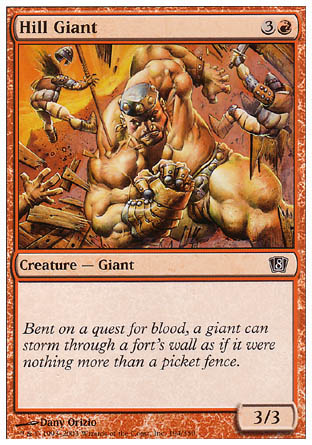 Hill Giant 3
Creature — Giant
8
Bent on a quest for blood, a giant can
storm through a fort's wall as if it were
nothing more than a picket fence.
Dany Orizio
3/3